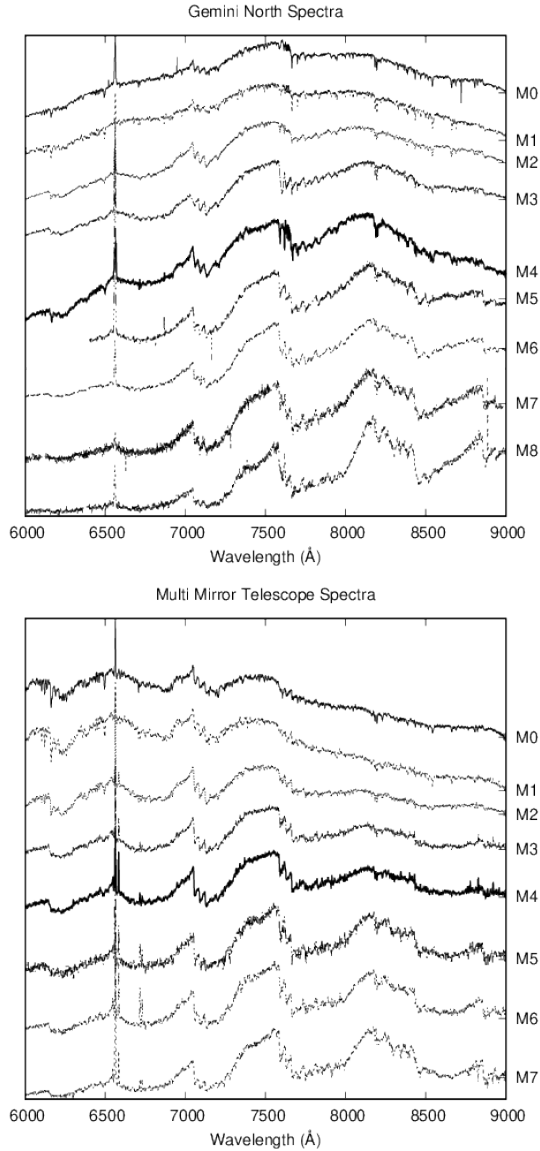 Gemini North Spectra
M0
M1
M2
M3
M4
M5
M6
M7
M8
6000 6500 7000 7500 8000 8500 9000
Wavelength (Å)
Multi Mirror Telescope Spectra
M0
M1
M2
M3
M4
M5
M6
M7
6000 6500 7000 7500 8000 8500 9000
Wavelength (Å)